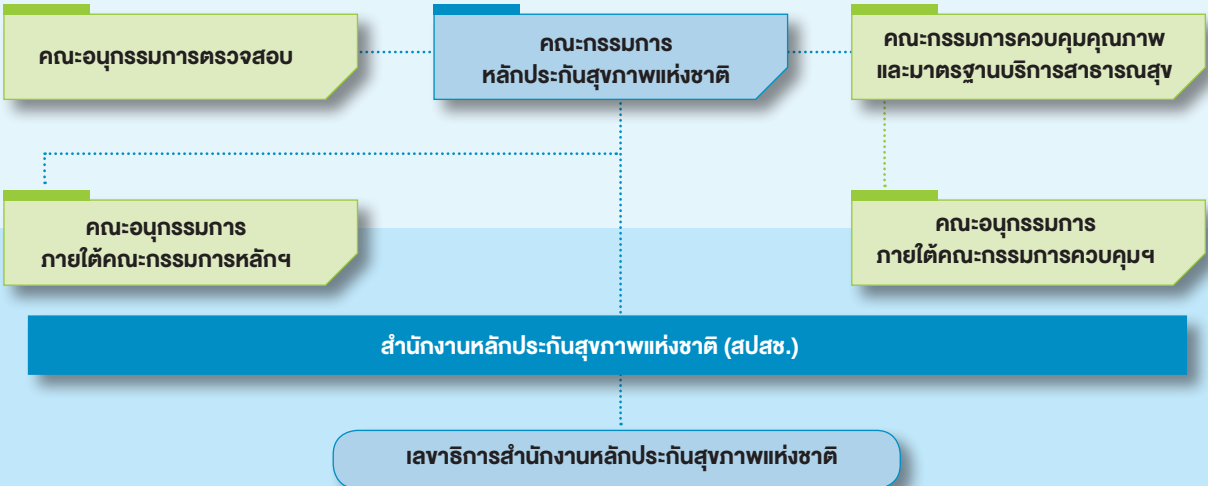 คณะอนุกรรมการตรวจสอบ
คณะกรรมการ
หลักประกันสุขภาพแห่งชาติ
คณะกรรมการควบคุมคุณภาพ
และมาตรฐานบริการสาธารณสุข
คณะอนุกรรมการ
ภายใต้คณะกรรมการหลักฯ
คณะอนุกรรมการ
ภายใต้คณะกรรมการควบคุมฯ
สำนักงานหลักประกันสุขภาพแห่งชาติ (สปสช.)
เลขาธิการสำนักงานหลักประกันสุขภาพแห่งชาติ